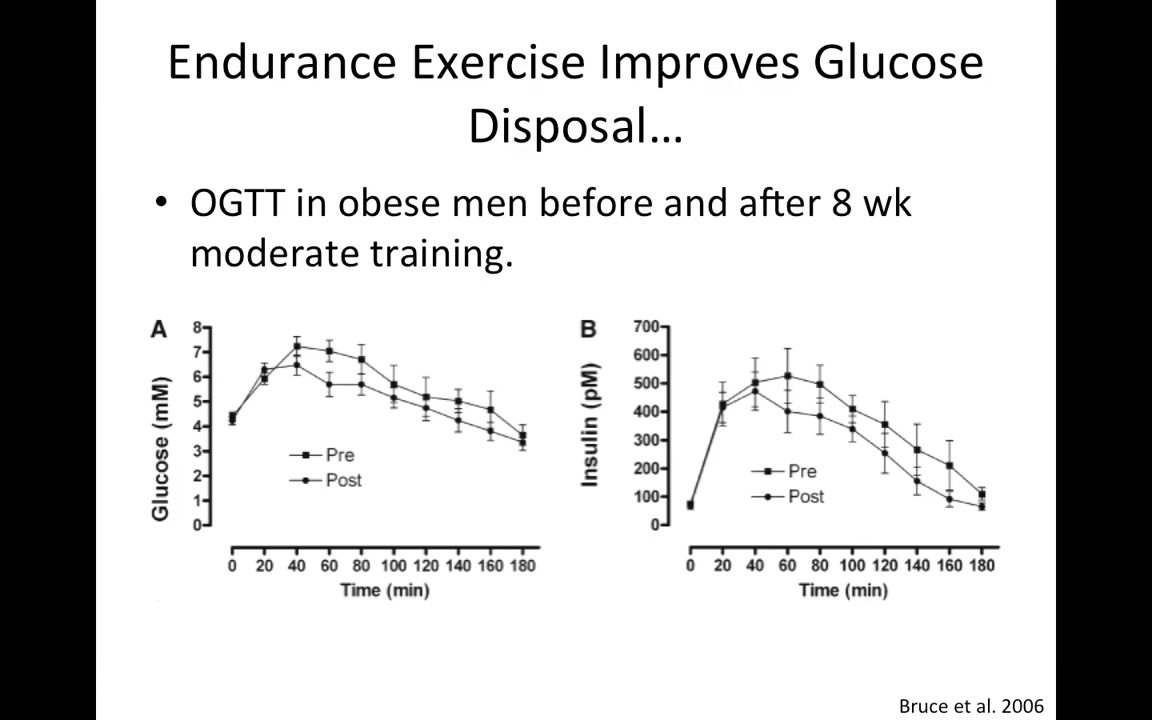 Endurance Exercise Improves Glucose
Disposal…
• OGTT in obese men before and after 8 wk
moderate training.
A
Glucose (mM)
8
7
6
5
4
3
2
1
0
Pre
Post
0 20 40 60 80 100 120 140 160 180
Time (min)
B
Insulin (pM)
700
600
500
400
300
200
100
0
Pre
Post
0 20 40 60 80 100 120 140 160 180
Time (min)
Bruce et al. 2006